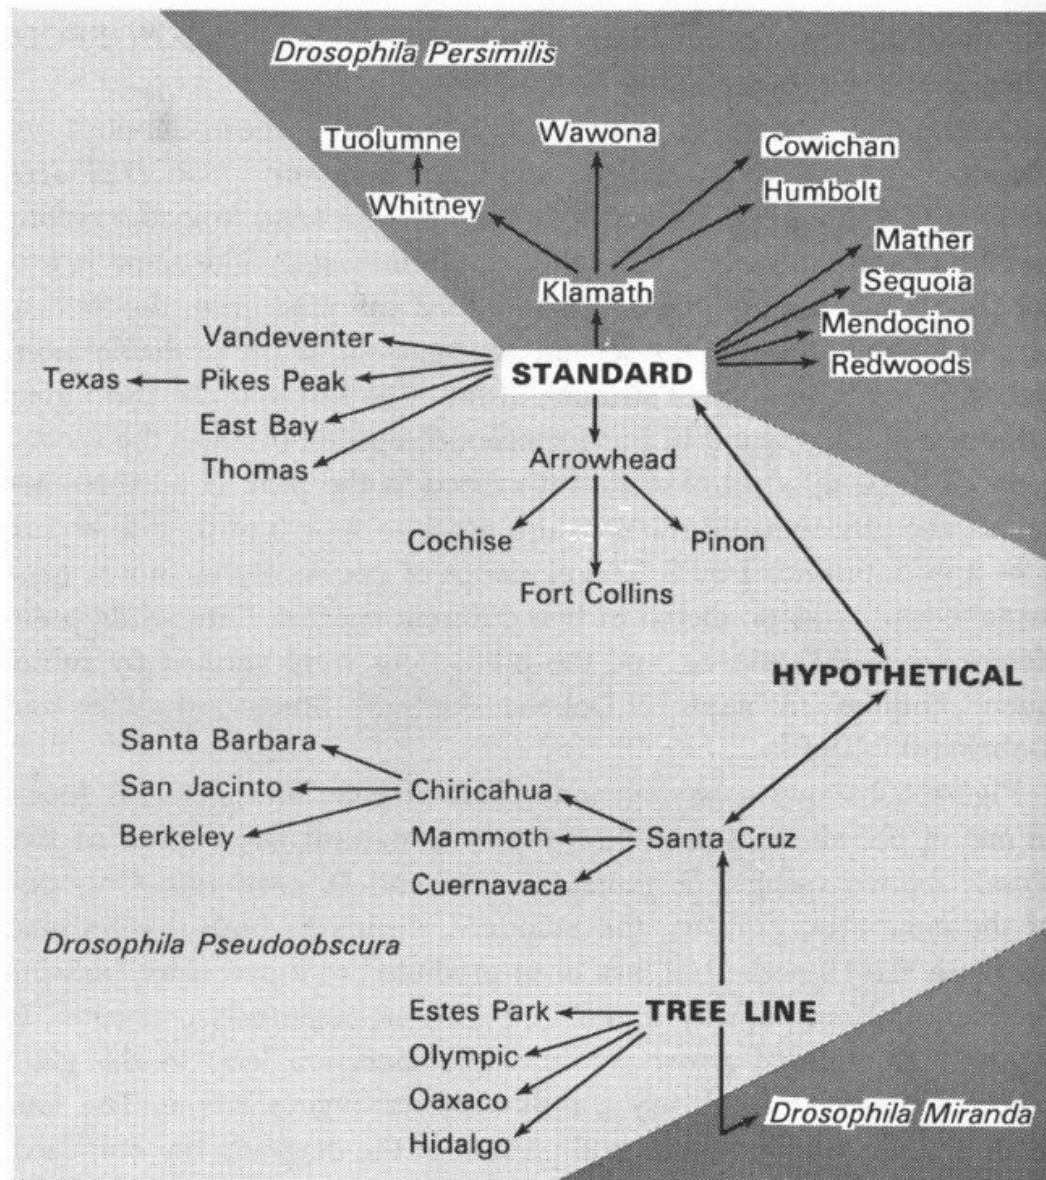 Drosophila Persimilis
Tuolumne
Wawona
Cowichan
Whitney
Humbolt
Mather
Klamath
Sequoia
Vandeventer
Mendocino
Texas
Pikes Peak
STANDARD
Redwoods
East Bay
Thomas
Arrowhead
Cochise
Pinon
Fort Collins
HYPOTHETICAL
Santa Barbara
San Jacinto
Chiricahua
Berkeley
Mammoth
Santa Cruz
Cuernavaca
Drosophila Pseudoobscura
Estes Park
TREE LINE
Olympic
Oaxaco
Hidalgo
Drosophila Miranda